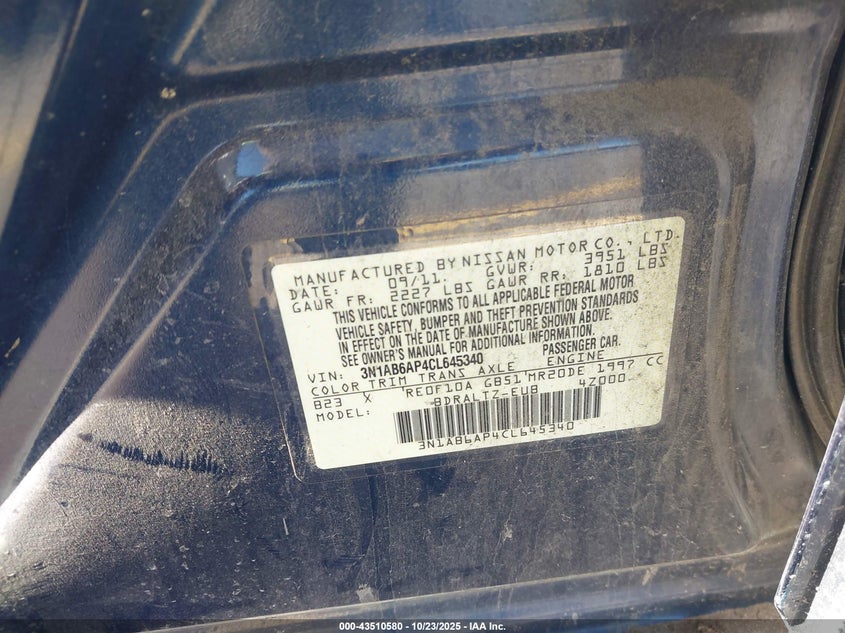 MANUFACTURED BY NISSAN MOTOR CO., LTD.
DATE: 09/11 GVWR: 3951 LBS
GAWR FR: 2227 LBS GAWR RR: 1810 LBS
THIS VEHICLE CONFORMS TO ALL APPLICABLE FEDERAL MOTOR
VEHICLE SAFETY, BUMPER AND THEFT PREVENTION STANDARDS
IN EFFECT ON THE DATE OF MANUFACTURE SHOWN ABOVE.
SEE OWNER'S MANUAL FOR ADDITIONAL INFORMATION.
VIN: 3N1AB6AP4CL645340 PASSENGER CAR.
COLOR TRIM TRANS AXLE ENGINE
B23 X RE0F10A GB51 MR20DE 1997 CC
MODEL: BDRALTZ-EUB 4Z000
3N1AB6AP4CL645340
000-43510580 - 10/23/2025 - IAA Inc.